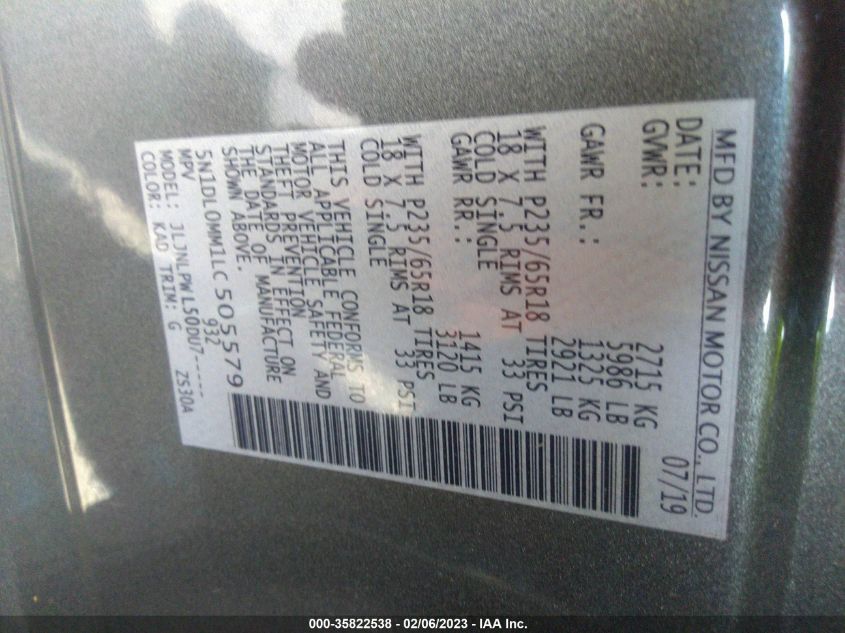 MFD BY NISSAN MOTOR CO., LTD.
DATE: 07/19
GVWR: 2715 KG
5986 LB
GAWR FR.: 1325 KG
2921 LB
WITH P235/65R18 TIRES
18 X 7.5 RIMS AT 33 PSI
COLD SINGLE
GAWR RR.: 1415 KG
3120 LB
WITH P235/65R18 TIRES
18 X 7.5 RIMS AT 33 PSI
COLD SINGLE
THIS VEHICLE CONFORMS TO
ALL APPLICABLE FEDERAL
MOTOR VEHICLE SAFETY AND
THEFT PREVENTION
STANDARDS IN EFFECT ON
THE DATE OF MANUFACTURE
SHOWN ABOVE.
5N1DL0MM1LC505579
MPV 932
MODEL: JLJNLPWL50DU7-----
COLOR: KAD TRIM: G ZS30A
000-35822538 - 02/06/2023 - IAA Inc.